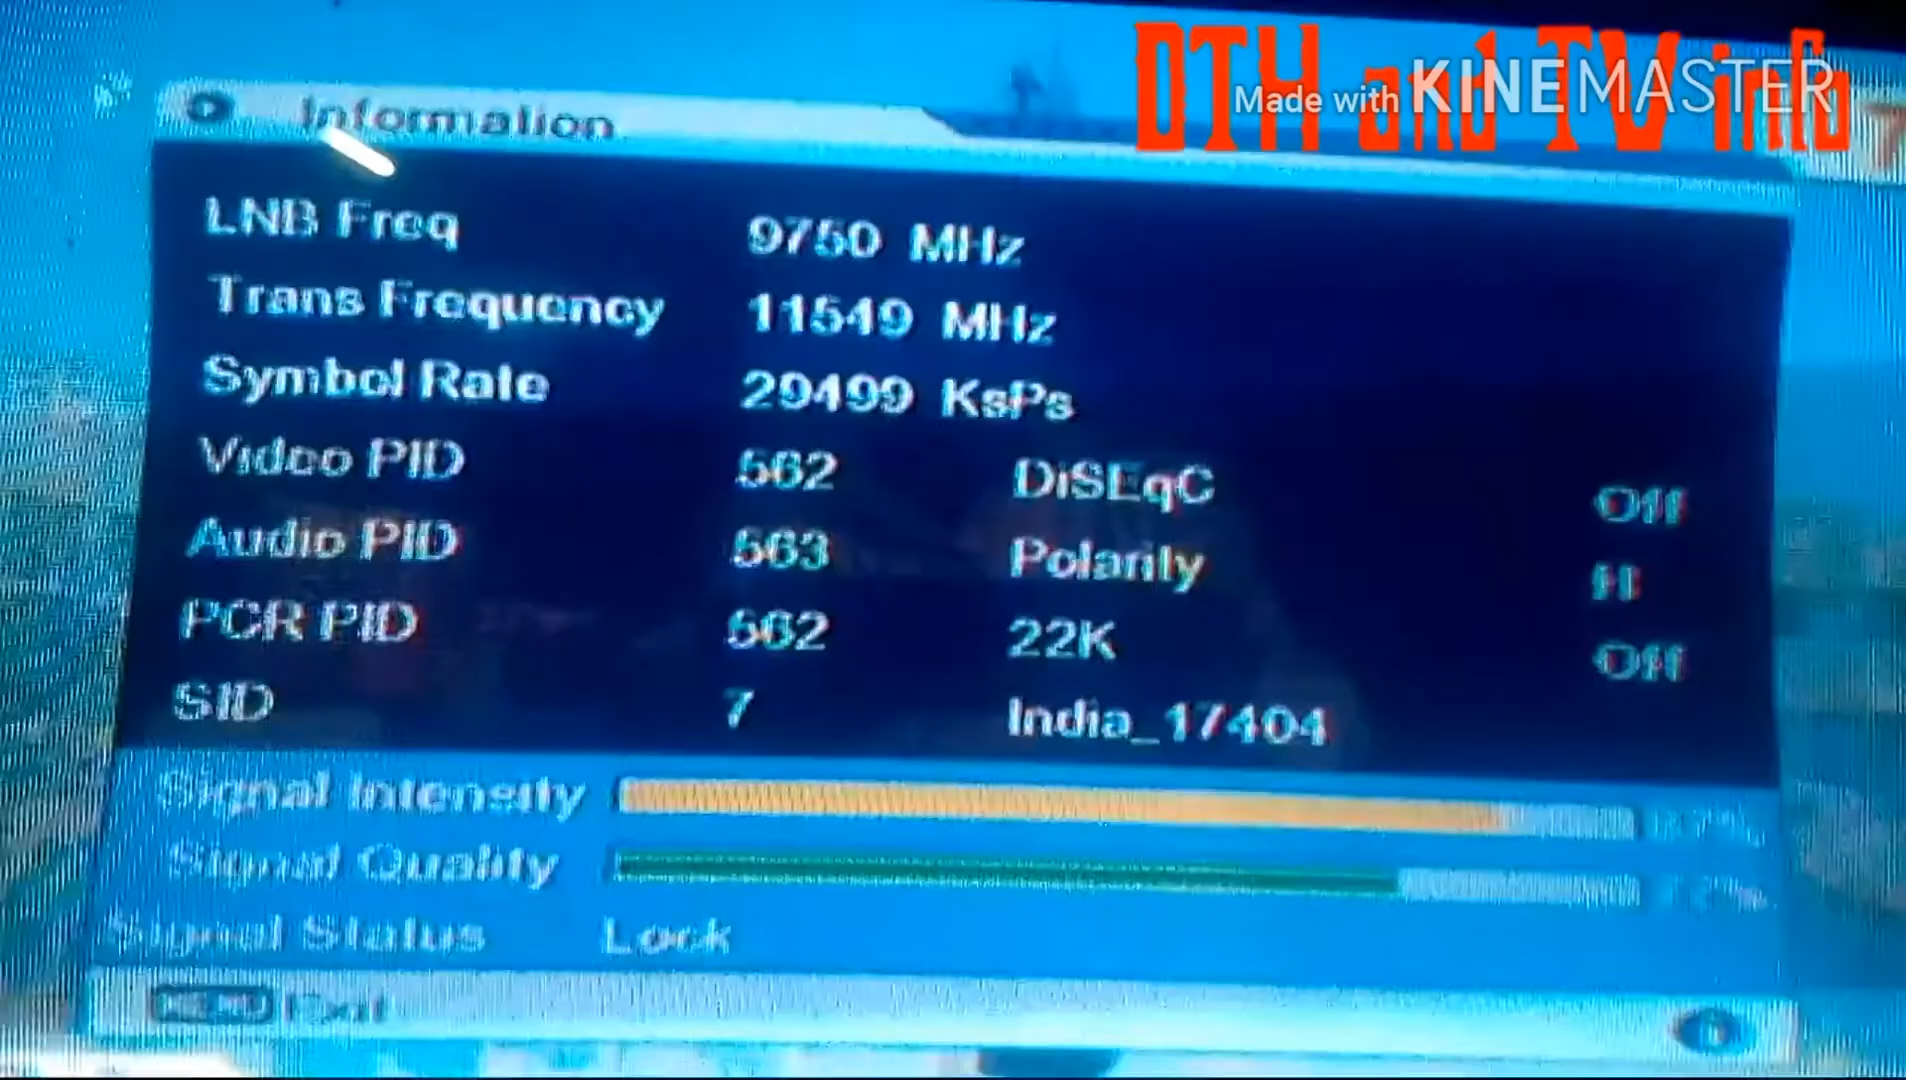 DTH and TV info
Made with KINEMASTER
Information
LNB Freq 9750 MHz
Trans Frequency 11549 MHz
Symbol Rate 29499 KsPs
Video PID 562 DiSEqC Off
Audio PID 563 Polarity H
PCR PID 562 22K Off
SID 7 India_17404
Signal Intensity
Signal Quality
Signal Status Lock
MENU Exit